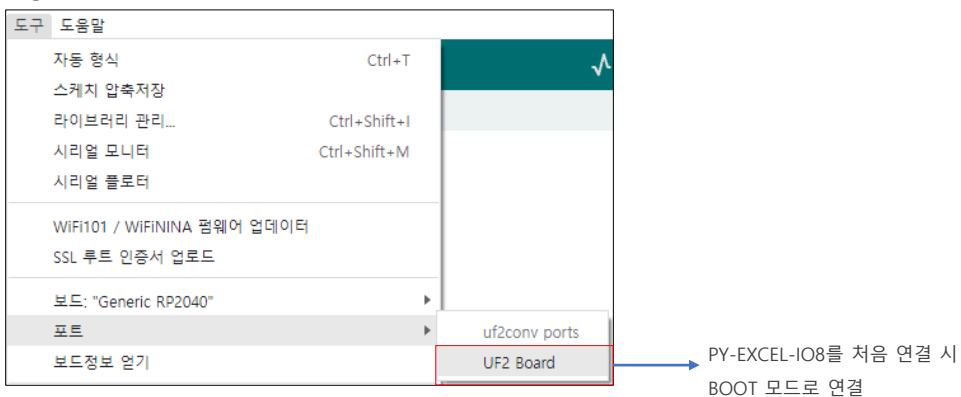 도구 도움말
자동 형식 Ctrl+T
스케치 압축저장
라이브러리 관리... Ctrl+Shift+I
시리얼 모니터 Ctrl+Shift+M
시리얼 플로터
WiFi101 / WiFiNINA 펌웨어 업데이터
SSL 루트 인증서 업로드
보드: "Generic RP2040"
포트
uf2conv ports
보드정보 얻기
UF2 Board
PY-EXCEL-IO8를 처음 연결 시
BOOT 모드로 연결